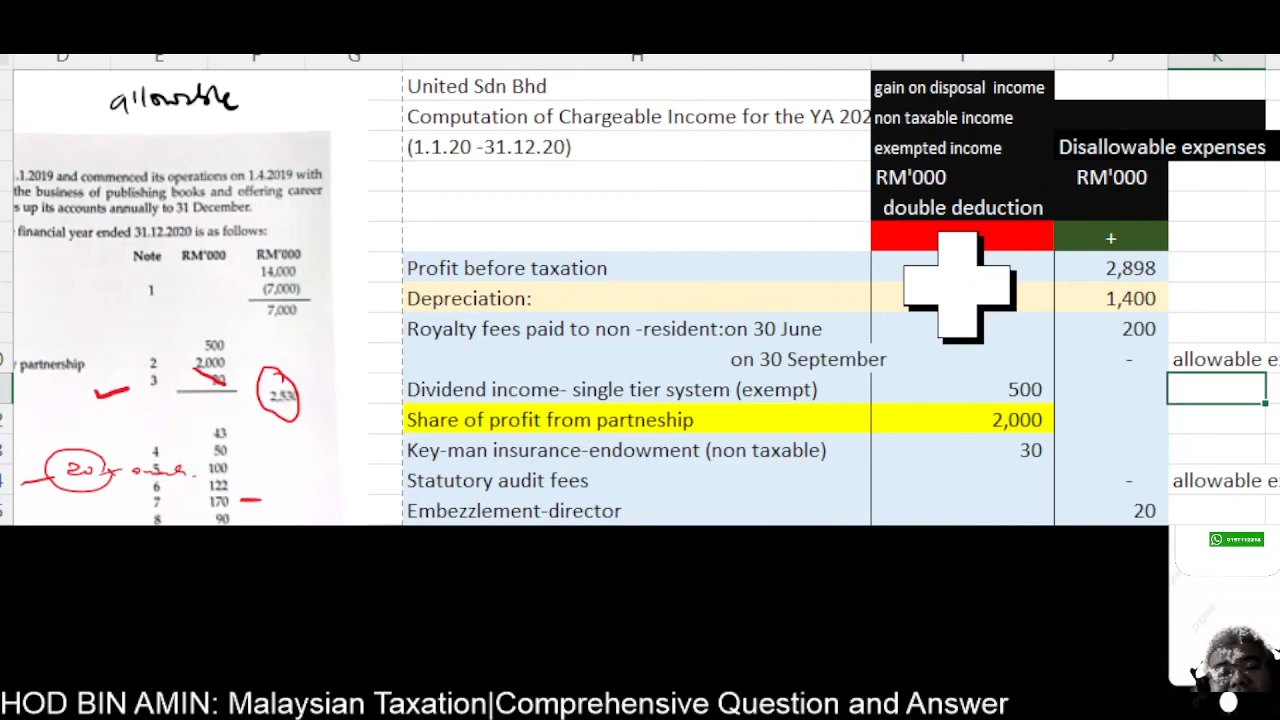 D E F G H I J K
allowable
.1.2019 and commenced its operations on 1.4.2019 with
the business of publishing books and offering career
s up its accounts annually to 31 December.
financial year ended 31.12.2020 is as follows:
Note RM'000 RM'000
14,000
1 (7,000)
7,000
500
partnership 2 2,000
3
43
4 50
20 5 100
6 122
7 170
8 90
United Sdn Bhd
Computation of Chargeable Income for the YA 202
(1.1.20 -31.12.20)
gain on disposal income
non taxable income
exempted income Disallowable expenses
RM'000 RM'000
double deduction
+
Profit before taxation 2,898
Depreciation: 1,400
Royalty fees paid to non -resident:on 30 June 200
on 30 September - allowable e
Dividend income- single tier system (exempt) 500
Share of profit from partneship 2,000
Key-man insurance-endowment (non taxable) 30
Statutory audit fees - allowable e
Embezzlement-director 20
HOD BIN AMIN: Malaysian Taxation|Comprehensive Question and Answer